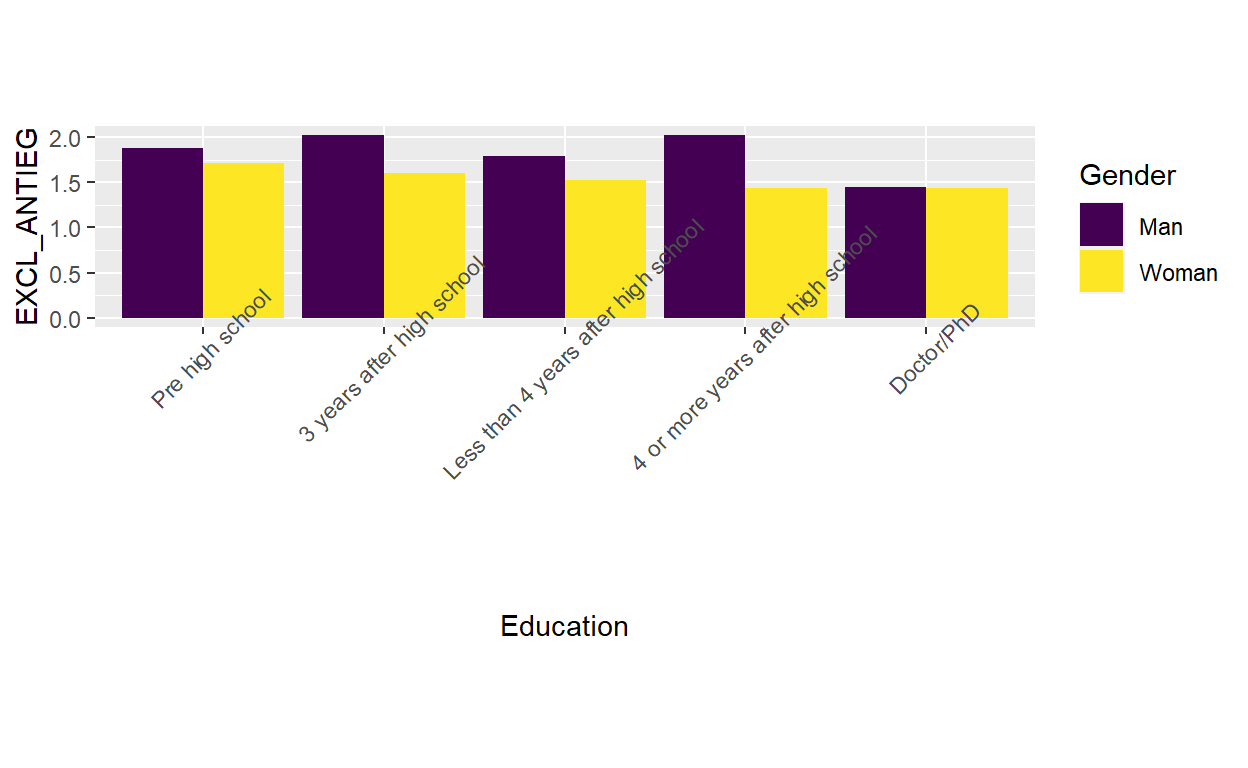 EXCL_ANTIEG
2.0
1.5
1.0
0.5
0.0
Pre high school
3 years after high school
Less than 4 years after high school
4 or more years after high school
Doctor/PhD
Education
Gender
Man
Woman